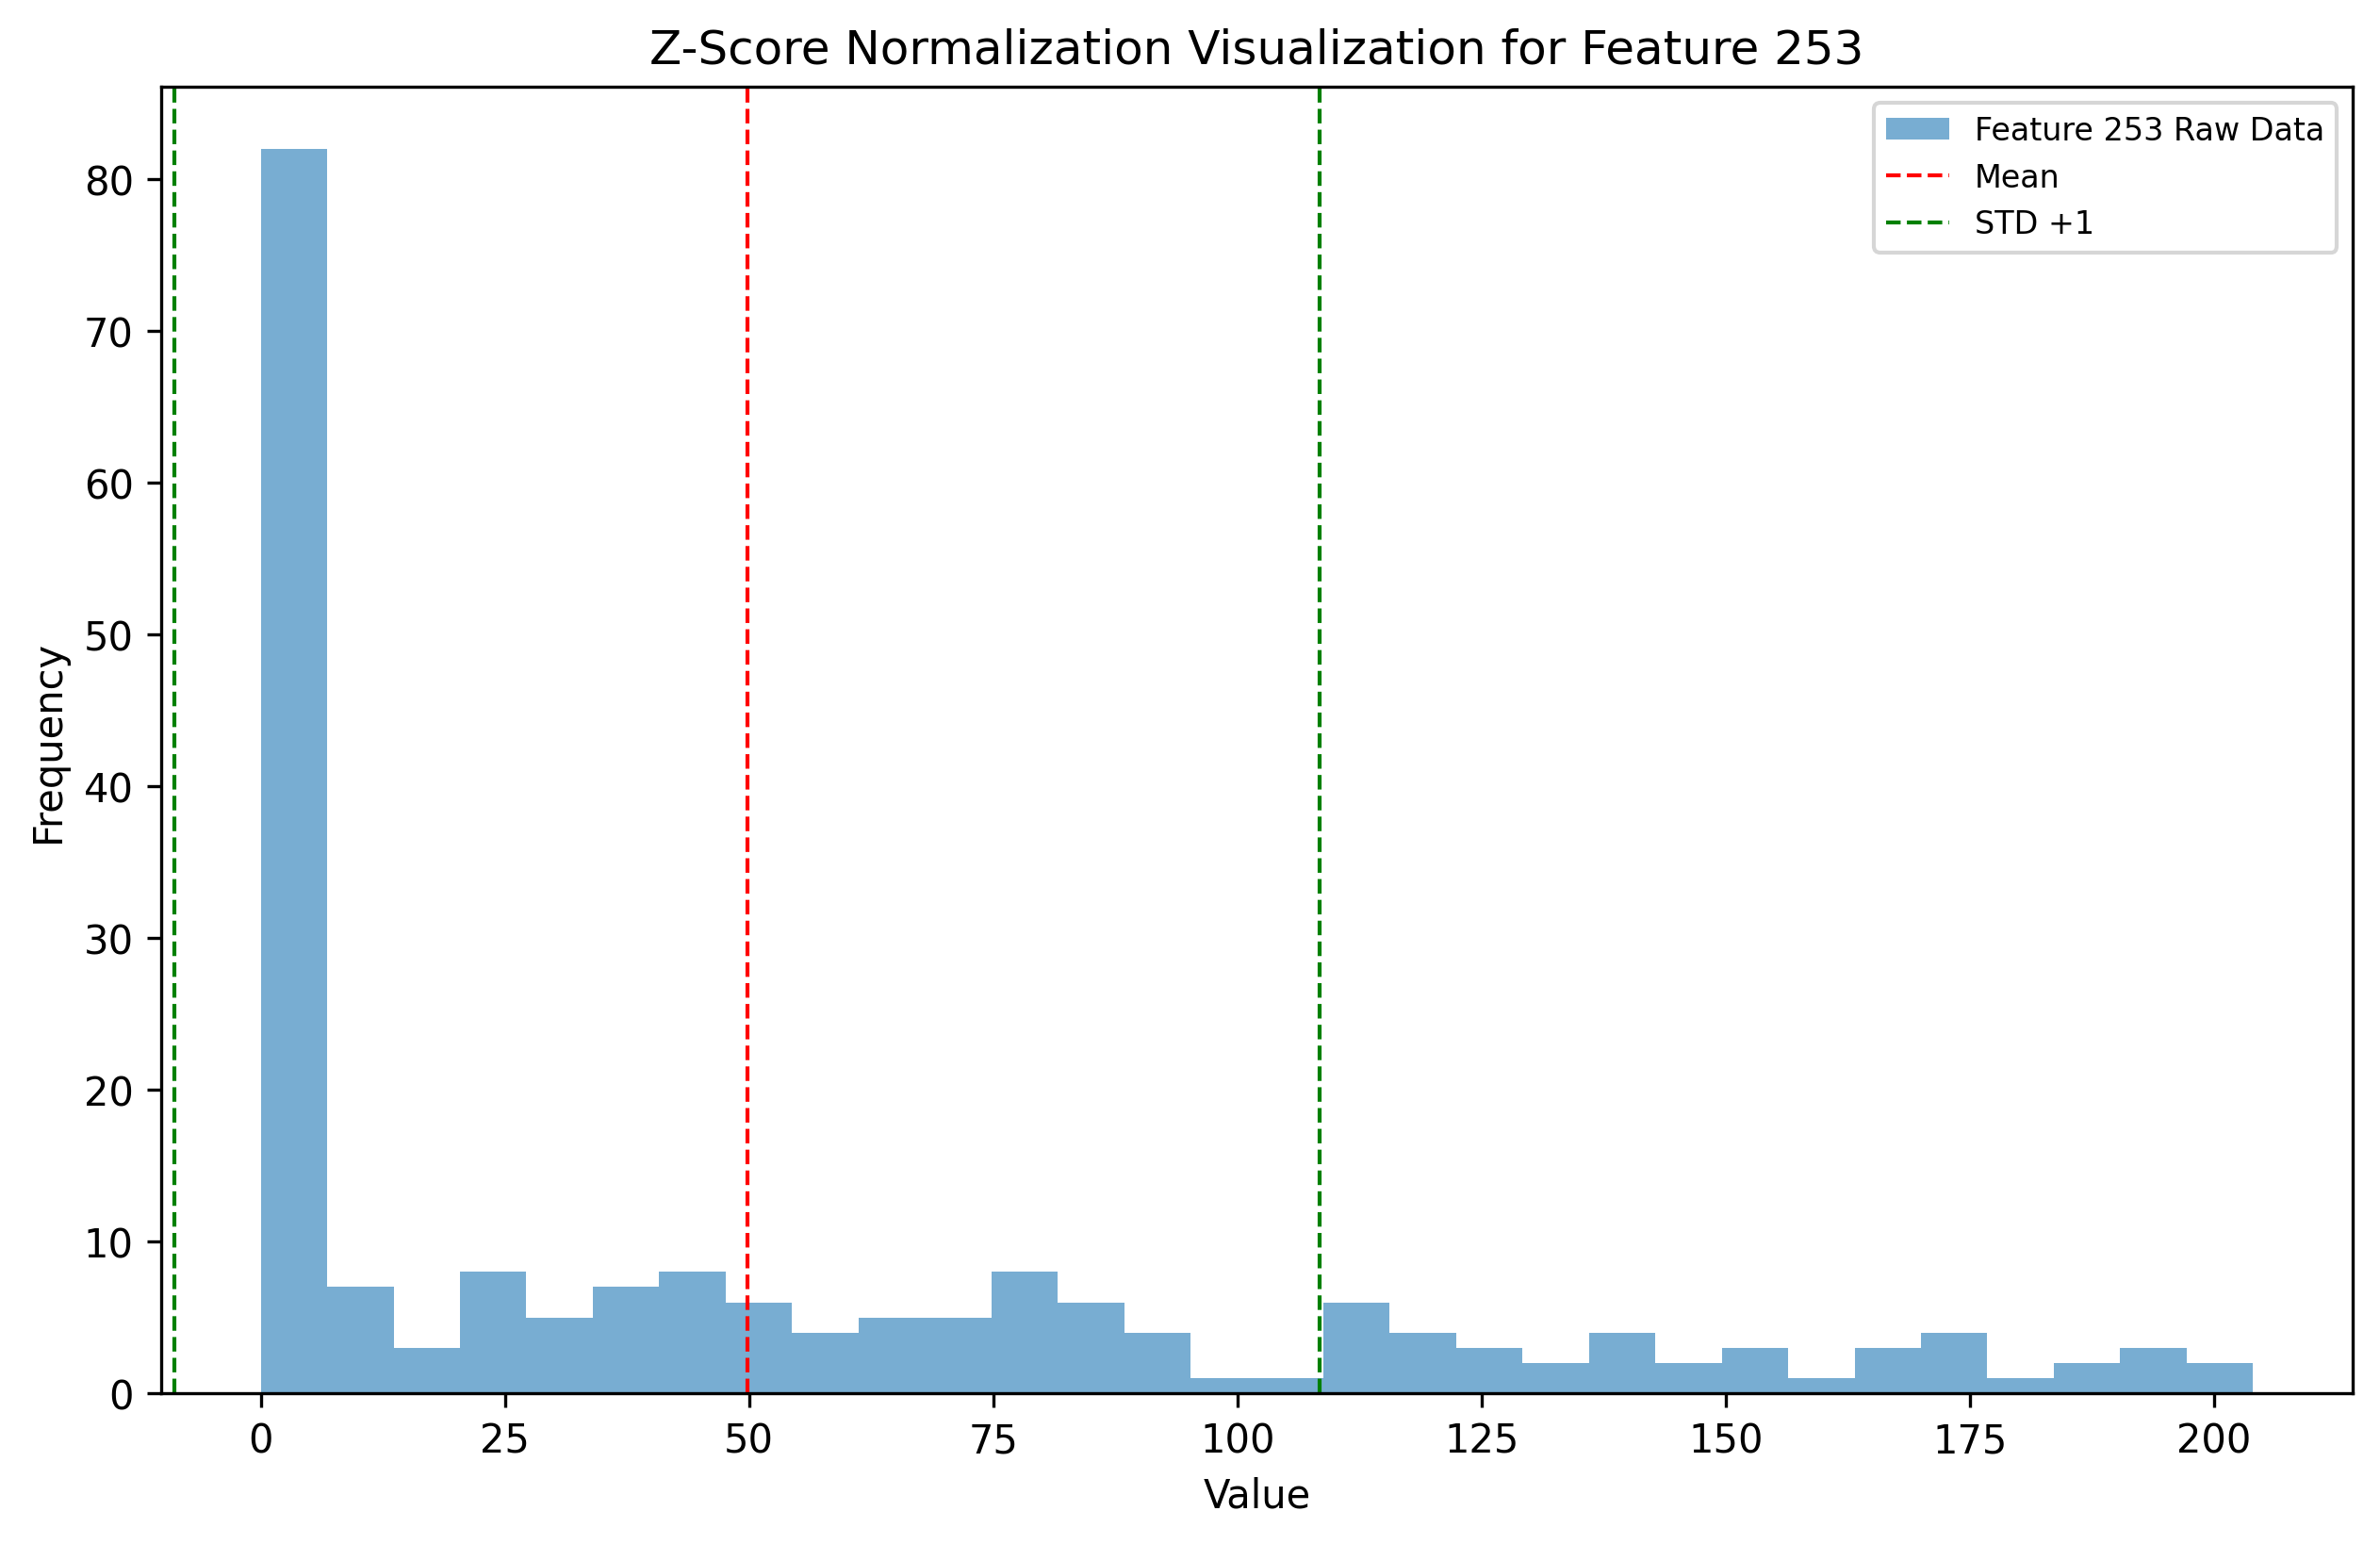 Z-Score Normalization Visualization for Feature 253
Feature 253 Raw Data
Mean
STD +1
80
70
60
50
40
30
20
10
0
Frequency
0 25 50 75 100 125 150 175 200
Value